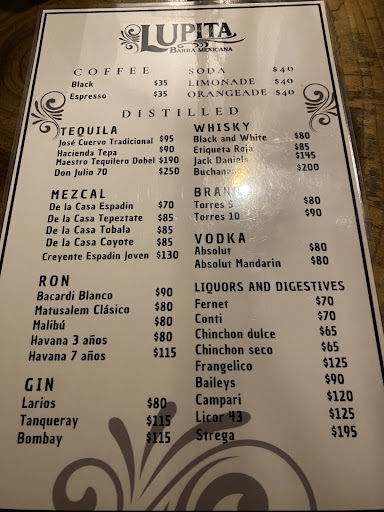 LUPITA
BARRA MEXICANA
COFFEE
Black $35
Espresso $35
SODA $40
LIMONADE $40
ORANGEADE $40
DISTILLED
TEQUILA
José Cuervo Tradicional $95
Hacienda Tepa $90
Maestro Tequilero Dobel $190
Don Julio 70 $250
MEZCAL
De la Casa Espadin $70
De la Casa Tepeztate $85
De la Casa Tobala $85
De la Casa Coyote $85
Creyente Espadin Joven $130
RON
Bacardi Blanco $90
Matusalem Clásico $80
Malibú $80
Havana 3 años $80
Havana 7 años $115
GIN
Larios $80
Tanqueray $115
Bombay $115
WHISKY
Black and White $80
Etiqueta Roja $85
Jack Daniels $145
Buchanan $200
BRAN
Torres 5 $80
Torres 10 $90
VODKA
Absolut $80
Absolut Mandarin $80
LIQUORS AND DIGESTIVES
Fernet $70
Conti $70
Chinchon dulce $65
Chinchon seco $65
Frangelico $125
Baileys $90
Campari $120
Licor 43 $125
Strega $195